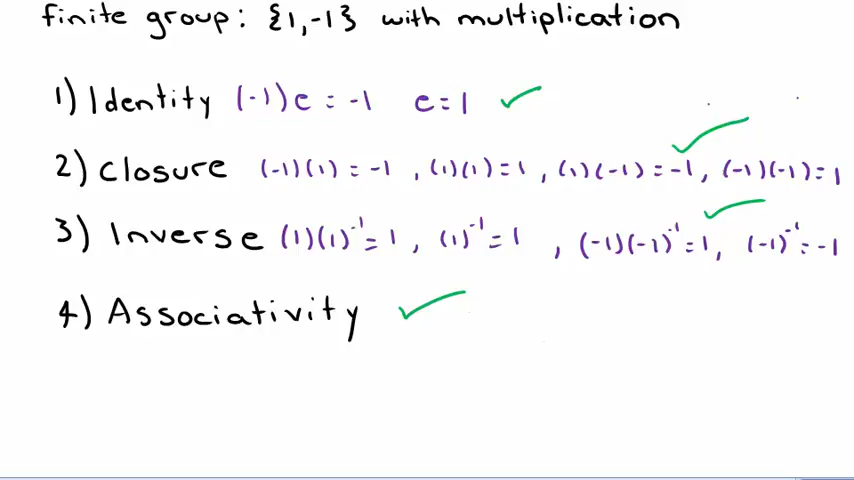 finite group: {1,-1} with multiplication
1) Identity (-1)e = -1 e=1 ✓
2) Closure (-1)(1) = -1 , (1)(1) = 1 , (1)(-1) = -1, (-1)(-1) = 1 ✓
3) Inverse (1)(1)⁻¹ = 1 , (1)⁻¹ = 1 , (-1)(-1)⁻¹ = 1, (-1)⁻¹ = -1 ✓
4) Associativity ✓